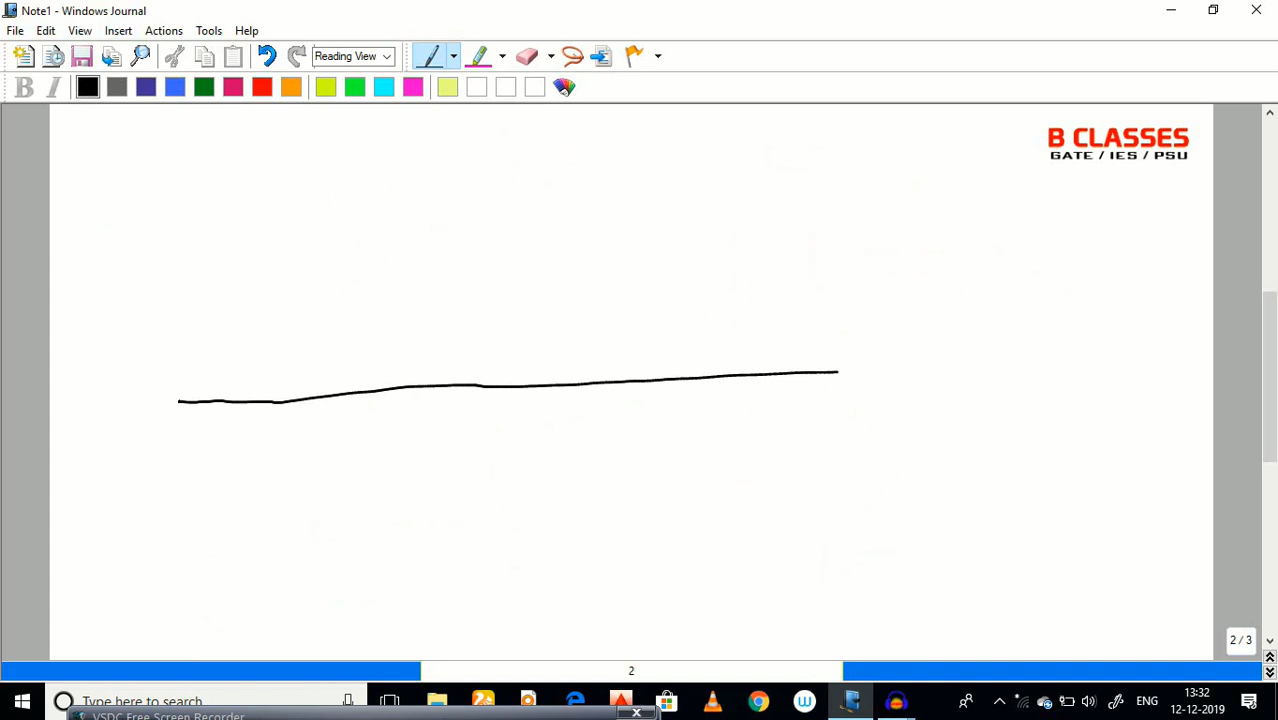 Note1 - Windows Journal
File Edit View Insert Actions Tools Help
Reading View
B I
B CLASSES
GATE / IES / PSU
2 / 3
2
Type here to search
ENG
13:32
12-12-2019
VSDC Free Screen Recorder